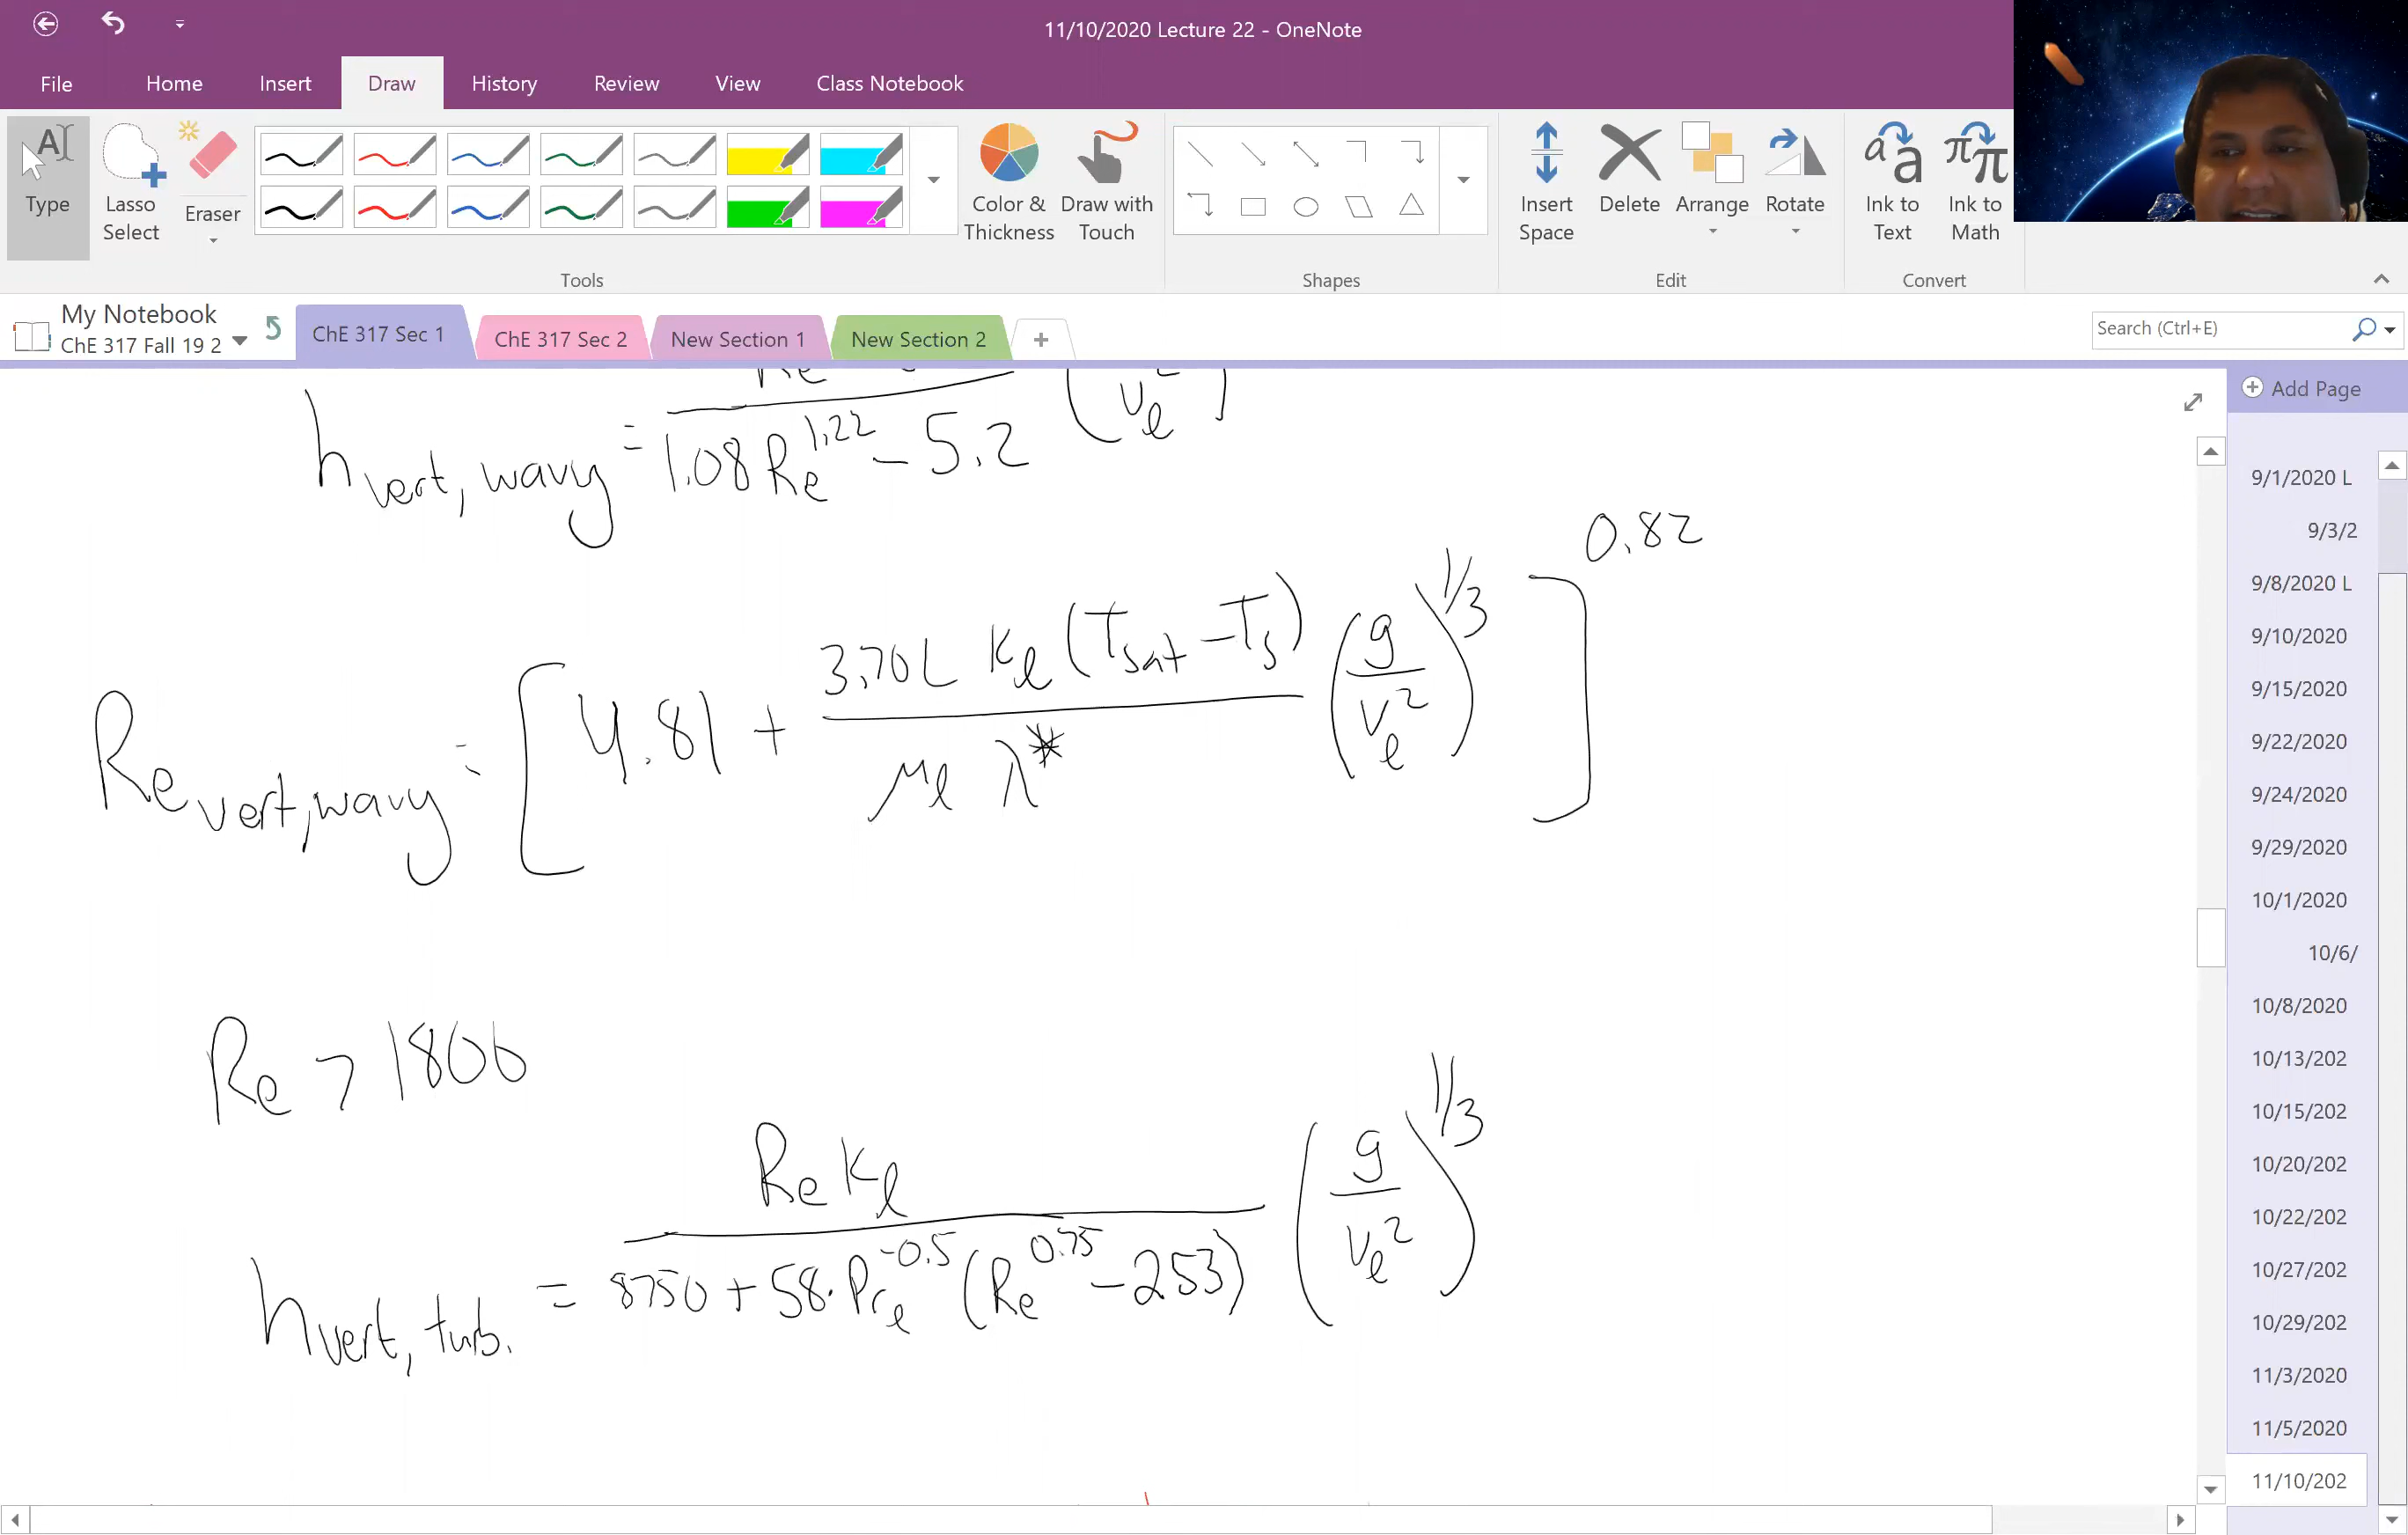 11/10/2020 Lecture 22 - OneNote
File Home Insert Draw History Review View Class Notebook
Type
Lasso Select
Eraser
Color & Thickness
Draw with Touch
Insert Space
Delete
Arrange
Rotate
Ink to Text
Ink to Math
Tools Shapes Edit Convert
My Notebook
ChE 317 Fall 19 2
ChE 317 Sec 1 ChE 317 Sec 2 New Section 1 New Section 2 +
Search (Ctrl+E)
Add Page
9/1/2020 L
9/3/2
9/8/2020 L
9/10/2020
9/15/2020
9/22/2020
9/24/2020
9/29/2020
10/1/2020
10/6/
10/8/2020
10/13/202
10/15/202
10/20/202
10/22/202
10/27/202
10/29/202
11/3/2020
11/5/2020
11/10/202
h_vert, wavy = Re / (1.08 Re^1.22 - 5.2) ( / ν_l^2)
Re_vert, wavy = [4.81 + 3.70 L k_l (T_sat - T_s) / (μ_l λ*) (g / ν_l^2)^1/3]^0.82
Re > 1800
h_vert, turb. = Re k_l / (8750 + 58 · Pr_l^-0.5 (Re^0.75 - 253)) (g / ν_l^2)^1/3